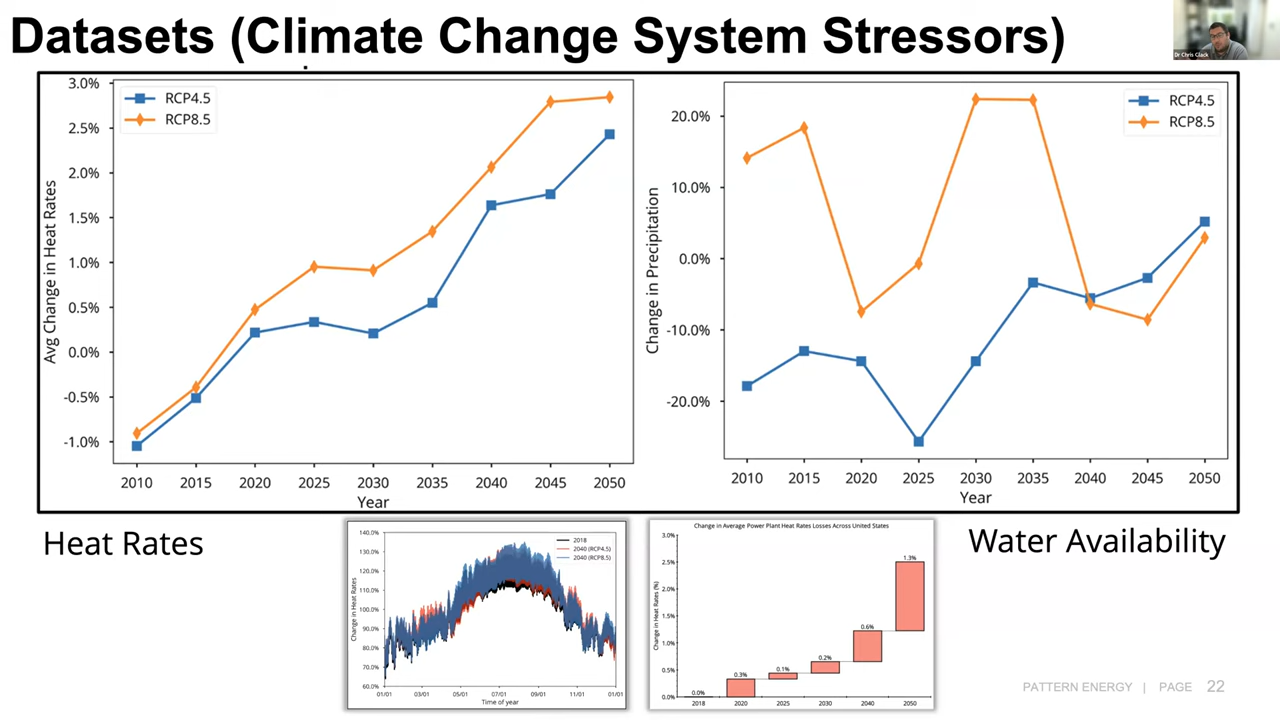 Datasets (Climate Change System Stressors)
Dr Chris Clack
3.0%
2.5%
2.0%
1.5%
1.0%
0.5%
0.0%
-0.5%
-1.0%
Avg Change in Heat Rates
RCP4.5
RCP8.5
2010 2015 2020 2025 2030 2035 2040 2045 2050
Year
20.0%
10.0%
0.0%
-10.0%
-20.0%
Change in Precipitation
RCP4.5
RCP8.5
2010 2015 2020 2025 2030 2035 2040 2045 2050
Year
Heat Rates
140.0%
130.0%
120.0%
110.0%
100.0%
90.0%
80.0%
70.0%
60.0%
Change in Heat Rates
2018
2040 (RCP4.5)
2040 (RCP8.5)
01/01 03/01 05/01 07/01 09/01 11/01 01/01
Time of year
Change in Average Power Plant Heat Rates Losses Across United States
3.0%
2.5%
2.0%
1.5%
1.0%
0.5%
0.0%
Change in Heat Rates (%)
0.0%
0.3%
0.1%
0.2%
0.6%
1.3%
2018 2020 2025 2030 2040 2050
Water Availability
PATTERN ENERGY | PAGE 22